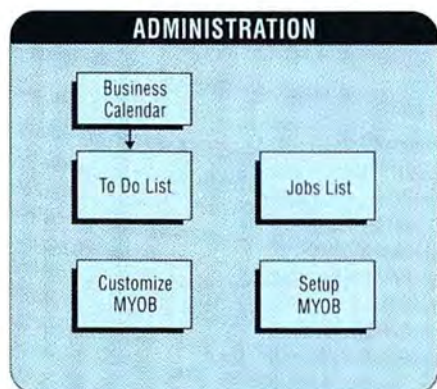 ADMINISTRATION
Business
Calendar
To Do List
Jobs List
Customize
MYOB
Setup
MYOB